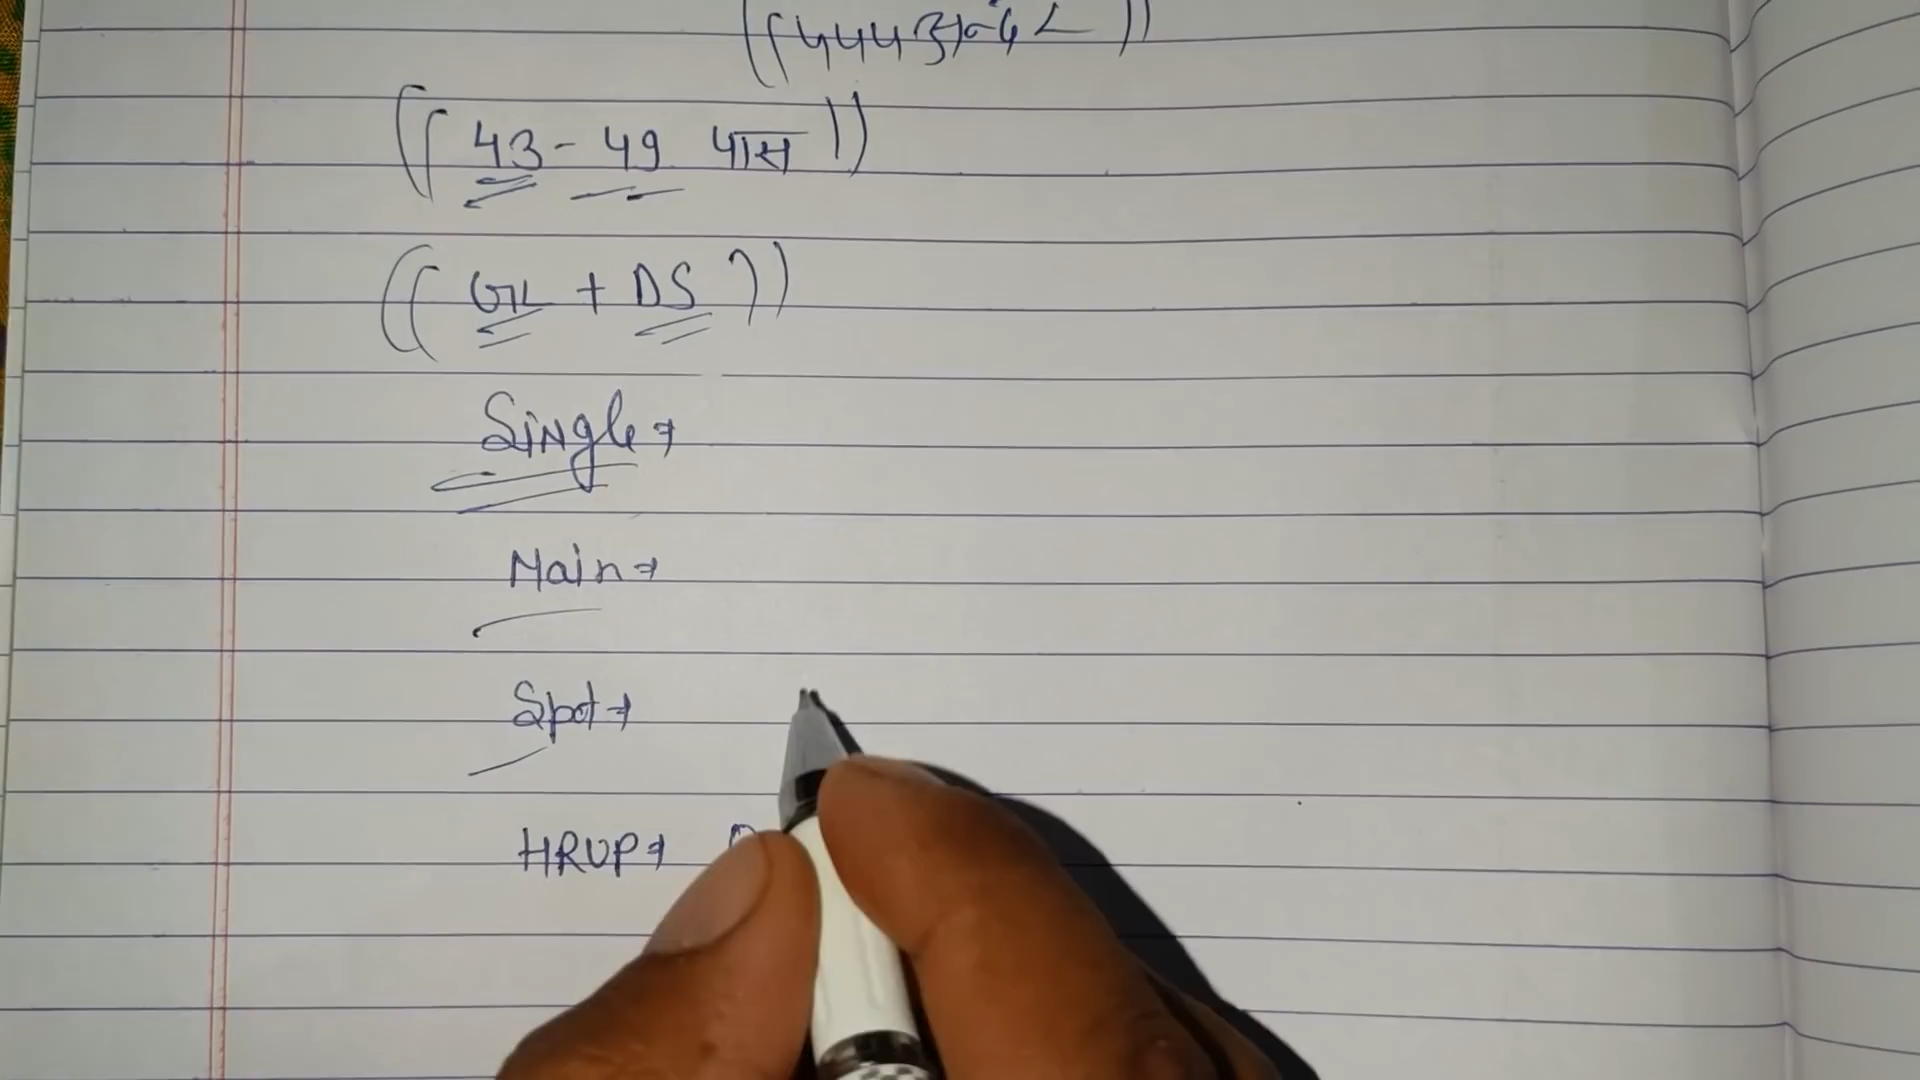 ((43 - 49 पास))
((GL + DS))
Single→
Main→
Spot→
HRUP→